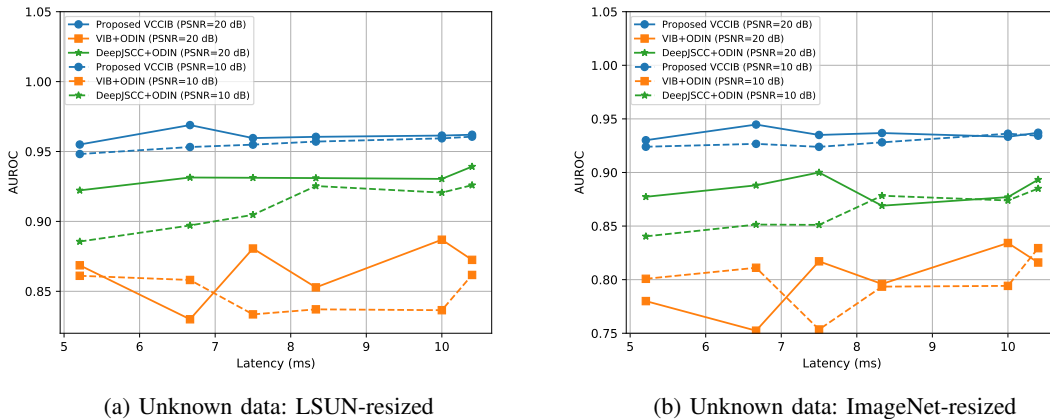 1.05
1.00
0.95
0.90
0.85
AUROC
Proposed VCCIB (PSNR=20 dB)
VIB+ODIN (PSNR=20 dB)
DeepJSCC+ODIN (PSNR=20 dB)
Proposed VCCIB (PSNR=10 dB)
VIB+ODIN (PSNR=10 dB)
DeepJSCC+ODIN (PSNR=10 dB)
5 6 7 8 9 10
Latency (ms)
(a) Unknown data: LSUN-resized
1.05
1.00
0.95
0.90
0.85
0.80
0.75
AUROC
Proposed VCCIB (PSNR=20 dB)
VIB+ODIN (PSNR=20 dB)
DeepJSCC+ODIN (PSNR=20 dB)
Proposed VCCIB (PSNR=10 dB)
VIB+ODIN (PSNR=10 dB)
DeepJSCC+ODIN (PSNR=10 dB)
5 6 7 8 9 10
Latency (ms)
(b) Unknown data: ImageNet-resized